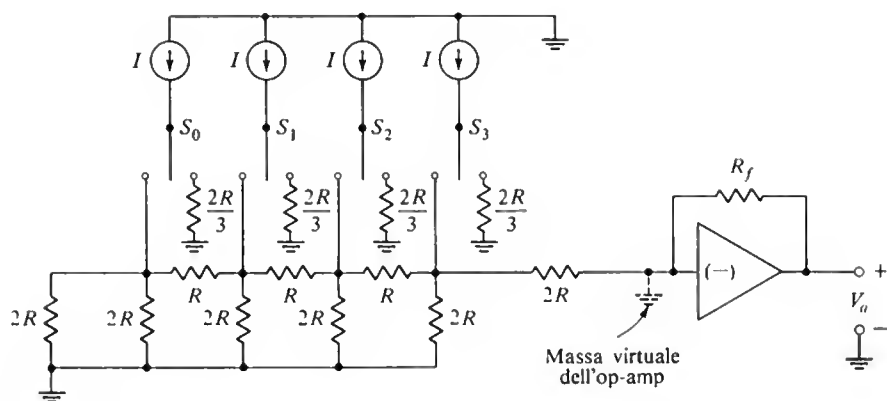 I I I I
S₀ S₁ S₂ S₃
R_f
2R/3 2R/3 2R/3 2R/3
(−)
+
R R R 2R
Vₐ
2R 2R 2R 2R 2R
−
Massa virtuale
dell'op-amp